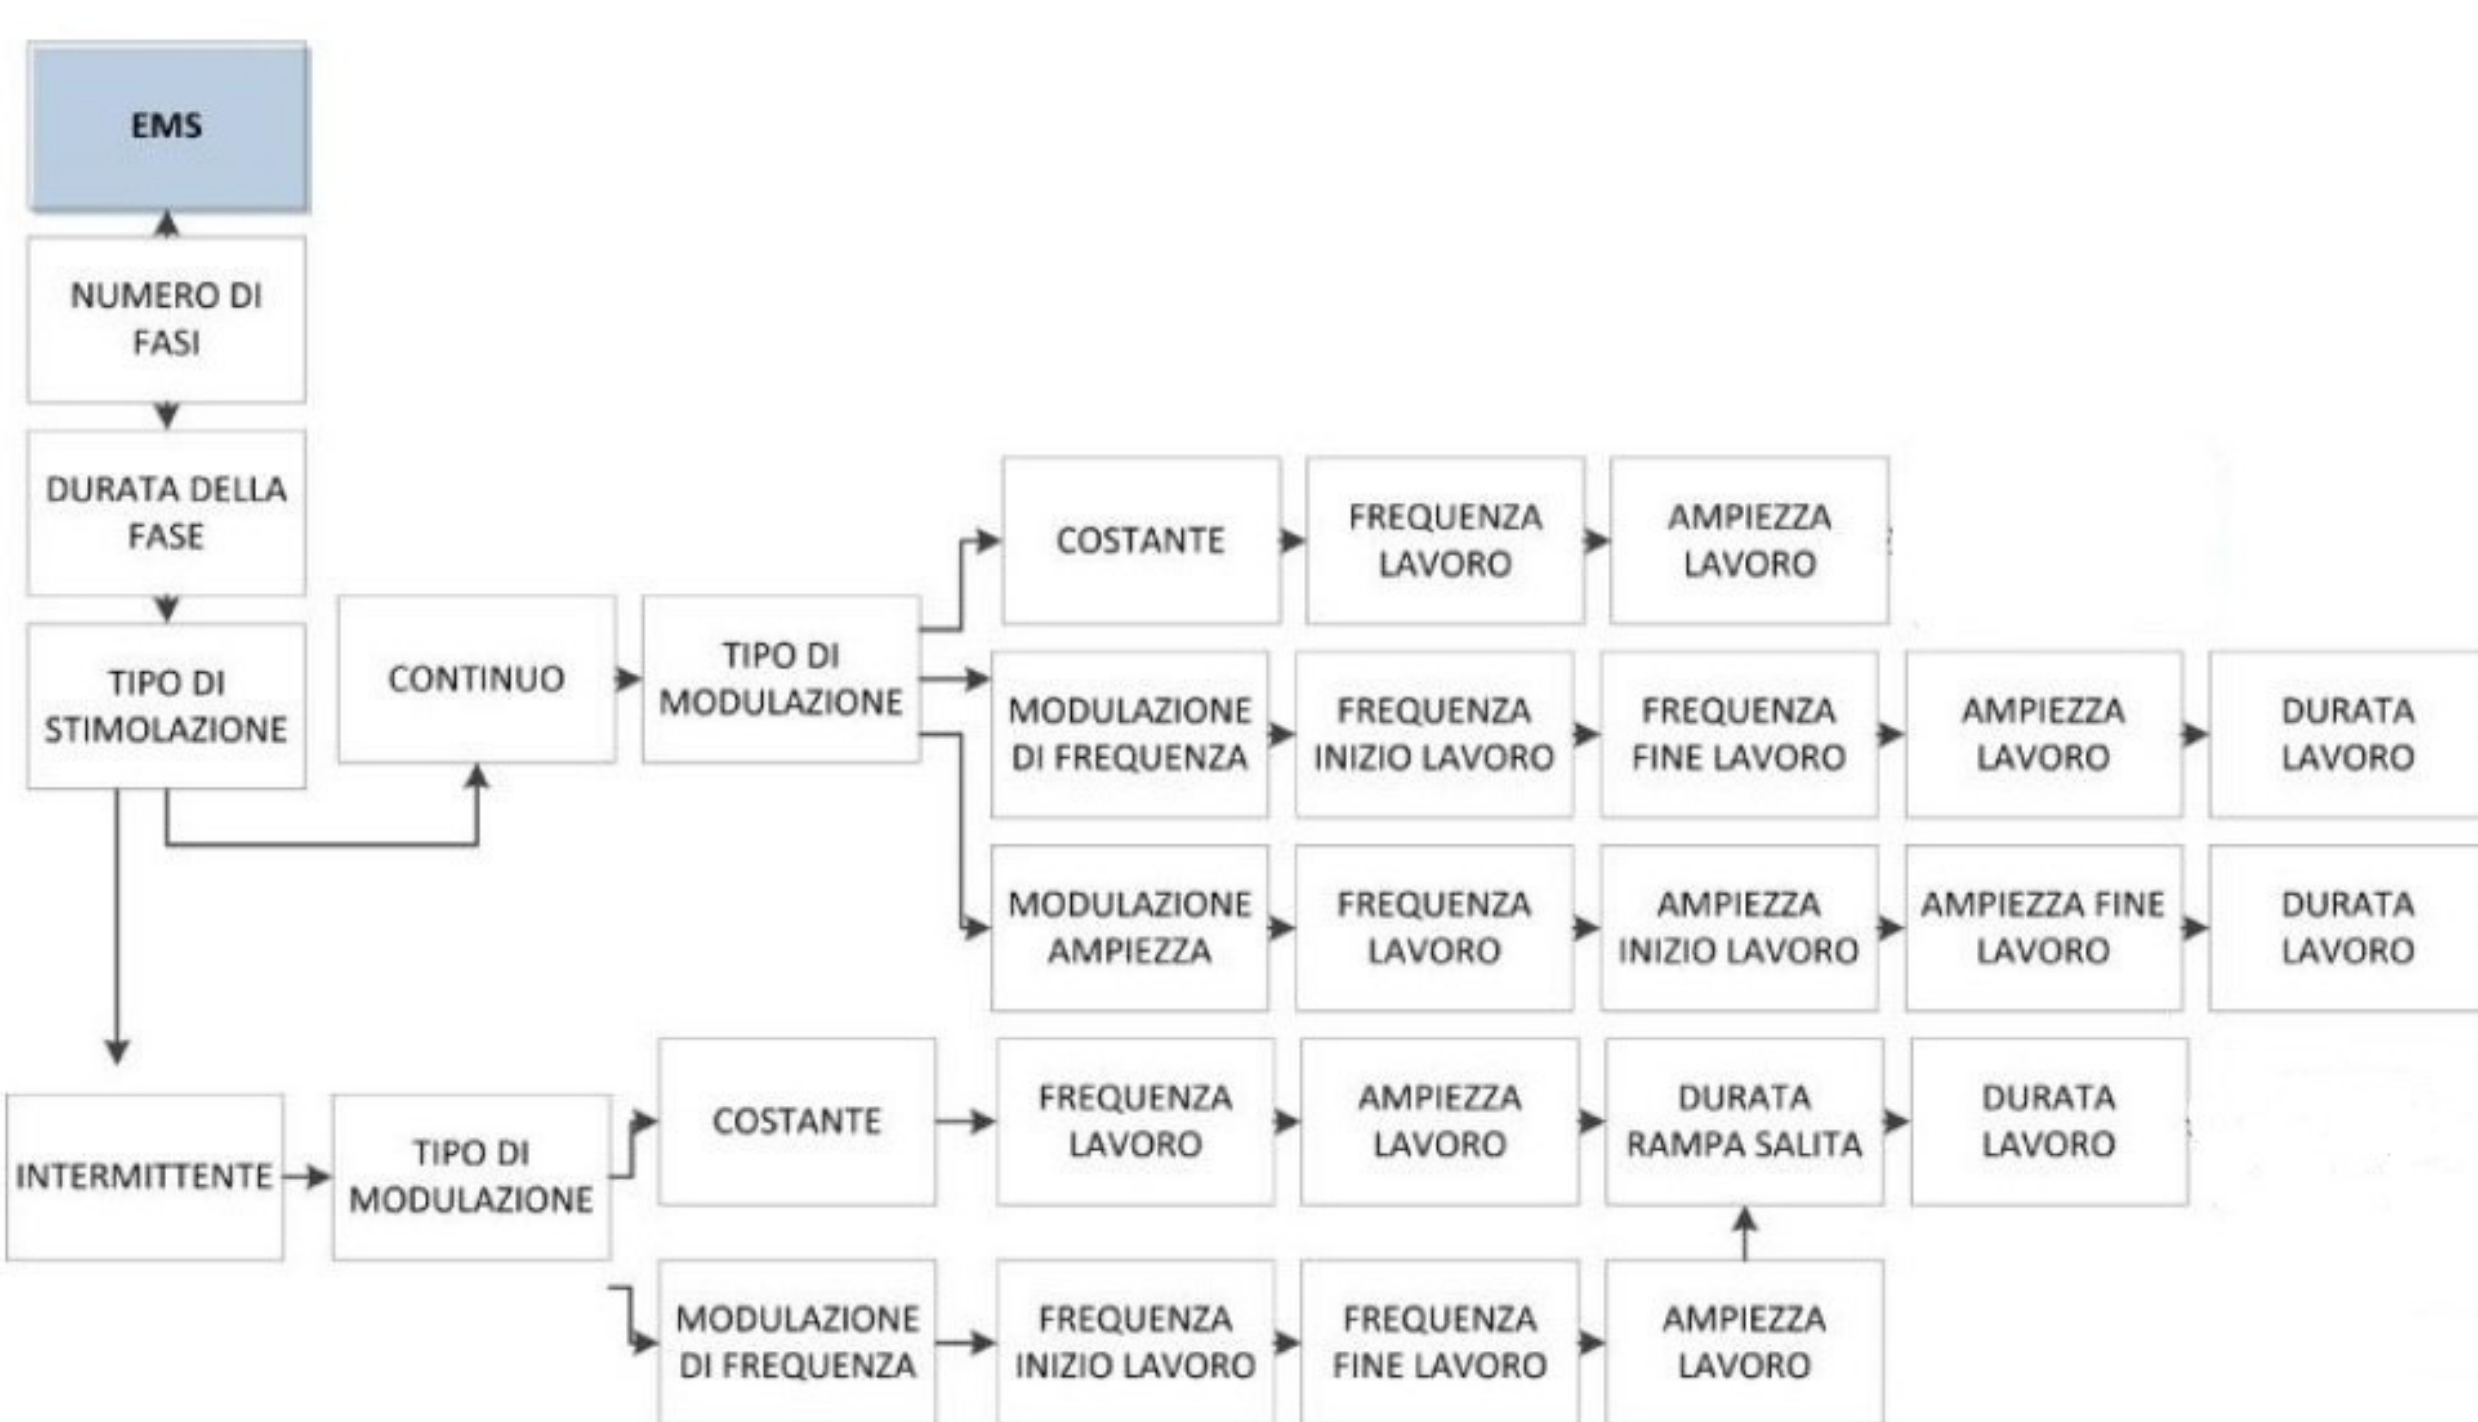 EMS
NUMERO DI
FASI
DURATA DELLA
FASE
TIPO DI
STIMOLAZIONE
CONTINUO
TIPO DI
MODULAZIONE
COSTANTE
FREQUENZA
LAVORO
AMPIEZZA
LAVORO
MODULAZIONE
DI FREQUENZA
FREQUENZA
INIZIO LAVORO
FREQUENZA
FINE LAVORO
AMPIEZZA
LAVORO
DURATA
LAVORO
MODULAZIONE
AMPIEZZA
FREQUENZA
LAVORO
AMPIEZZA
INIZIO LAVORO
AMPIEZZA FINE
LAVORO
DURATA
LAVORO
INTERMITTENTE
TIPO DI
MODULAZIONE
COSTANTE
FREQUENZA
LAVORO
AMPIEZZA
LAVORO
DURATA
RAMPA SALITA
DURATA
LAVORO
MODULAZIONE
DI FREQUENZA
FREQUENZA
INIZIO LAVORO
FREQUENZA
FINE LAVORO
AMPIEZZA
LAVORO